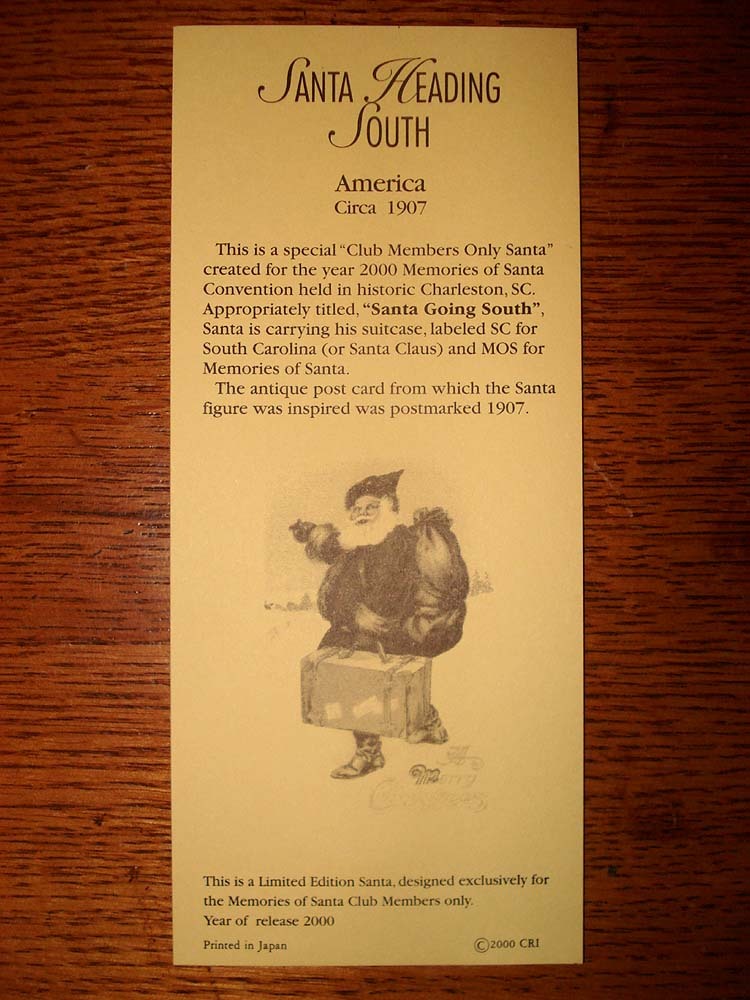 Santa Heading
South
America
Circa 1907
This is a special "Club Members Only Santa"
created for the year 2000 Memories of Santa
Convention held in historic Charleston, SC.
Appropriately titled, "Santa Going South",
Santa is carrying his suitcase, labeled SC for
South Carolina (or Santa Claus) and MOS for
Memories of Santa.
The antique post card from which the Santa
figure was inspired was postmarked 1907.
A
Merry
Christmas
This is a Limited Edition Santa, designed exclusively for
the Memories of Santa Club Members only.
Year of release 2000
Printed in Japan ©2000 CRI